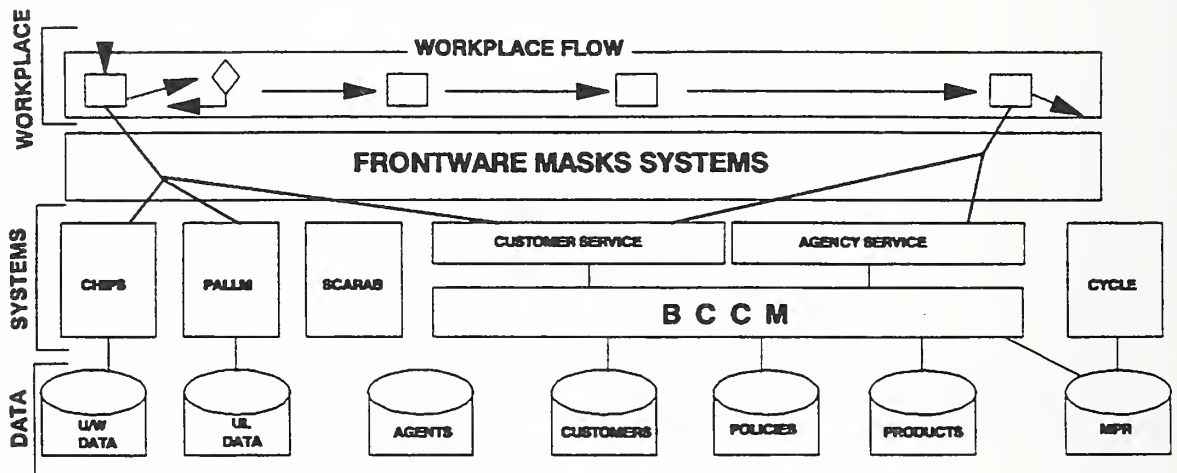 WORKPLACE
WORKPLACE FLOW
FRONTWARE MASKS SYSTEMS
SYSTEMS
CHIPS
PALLM
SCARAB
CUSTOMER SERVICE
AGENCY SERVICE
CYCLE
B C C M
DATA
U/W
DATA
UL
DATA
AGENTS
CUSTOMERS
POLICIES
PRODUCTS
MPR